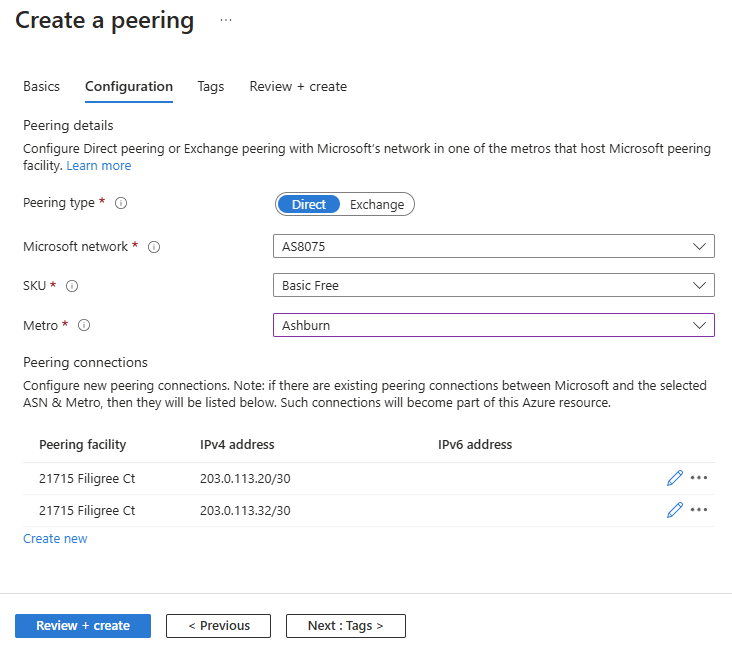 Create a peering ...
Basics Configuration Tags Review + create
Peering details
Configure Direct peering or Exchange peering with Microsoft's network in one of the metros that host Microsoft peering
facility. Learn more
Peering type * Direct Exchange
Microsoft network * AS8075
SKU * Basic Free
Metro * Ashburn
Peering connections
Configure new peering connections. Note: if there are existing peering connections between Microsoft and the selected
ASN & Metro, then they will be listed below. Such connections will become part of this Azure resource.
Peering facility IPv4 address IPv6 address
21715 Filigree Ct 203.0.113.20/30
21715 Filigree Ct 203.0.113.32/30
Create new
Review + create < Previous Next : Tags >